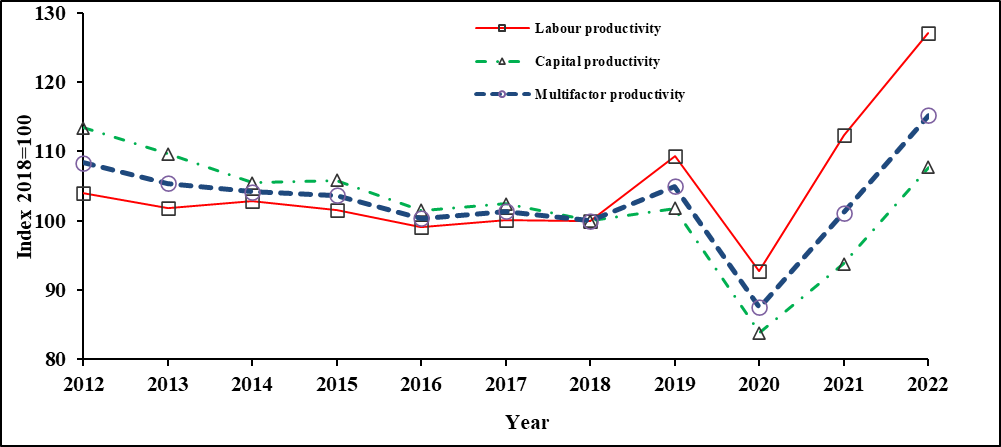 130
120
110
100
90
80
Index 2018=100
Labour productivity
Capital productivity
Multifactor productivity
2012 2013 2014 2015 2016 2017 2018 2019 2020 2021 2022
Year